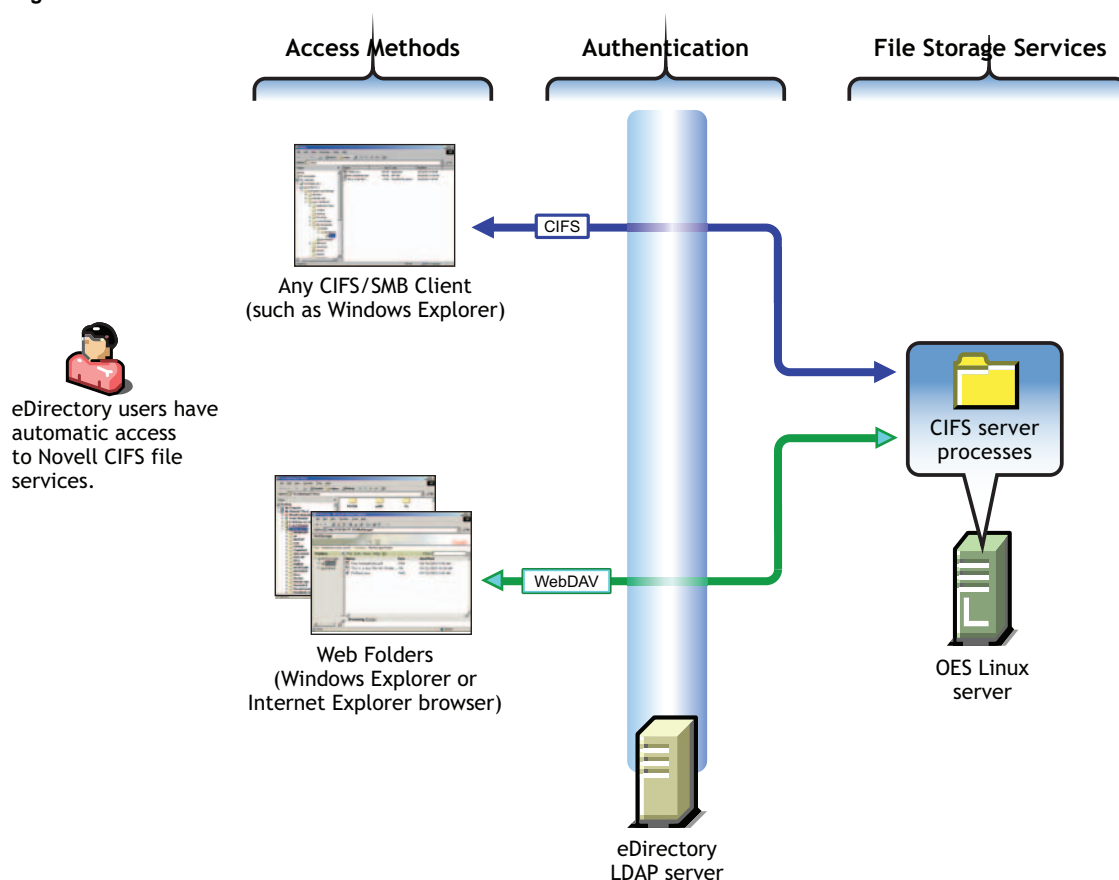 Access Methods
Authentication
File Storage Services
CIFS
Any CIFS/SMB Client
(such as Windows Explorer)
eDirectory users have
automatic access
to Novell CIFS file
services.
CIFS server
processes
WebDAV
Web Folders
(Windows Explorer or
Internet Explorer browser)
OES Linux
server
eDirectory
LDAP server